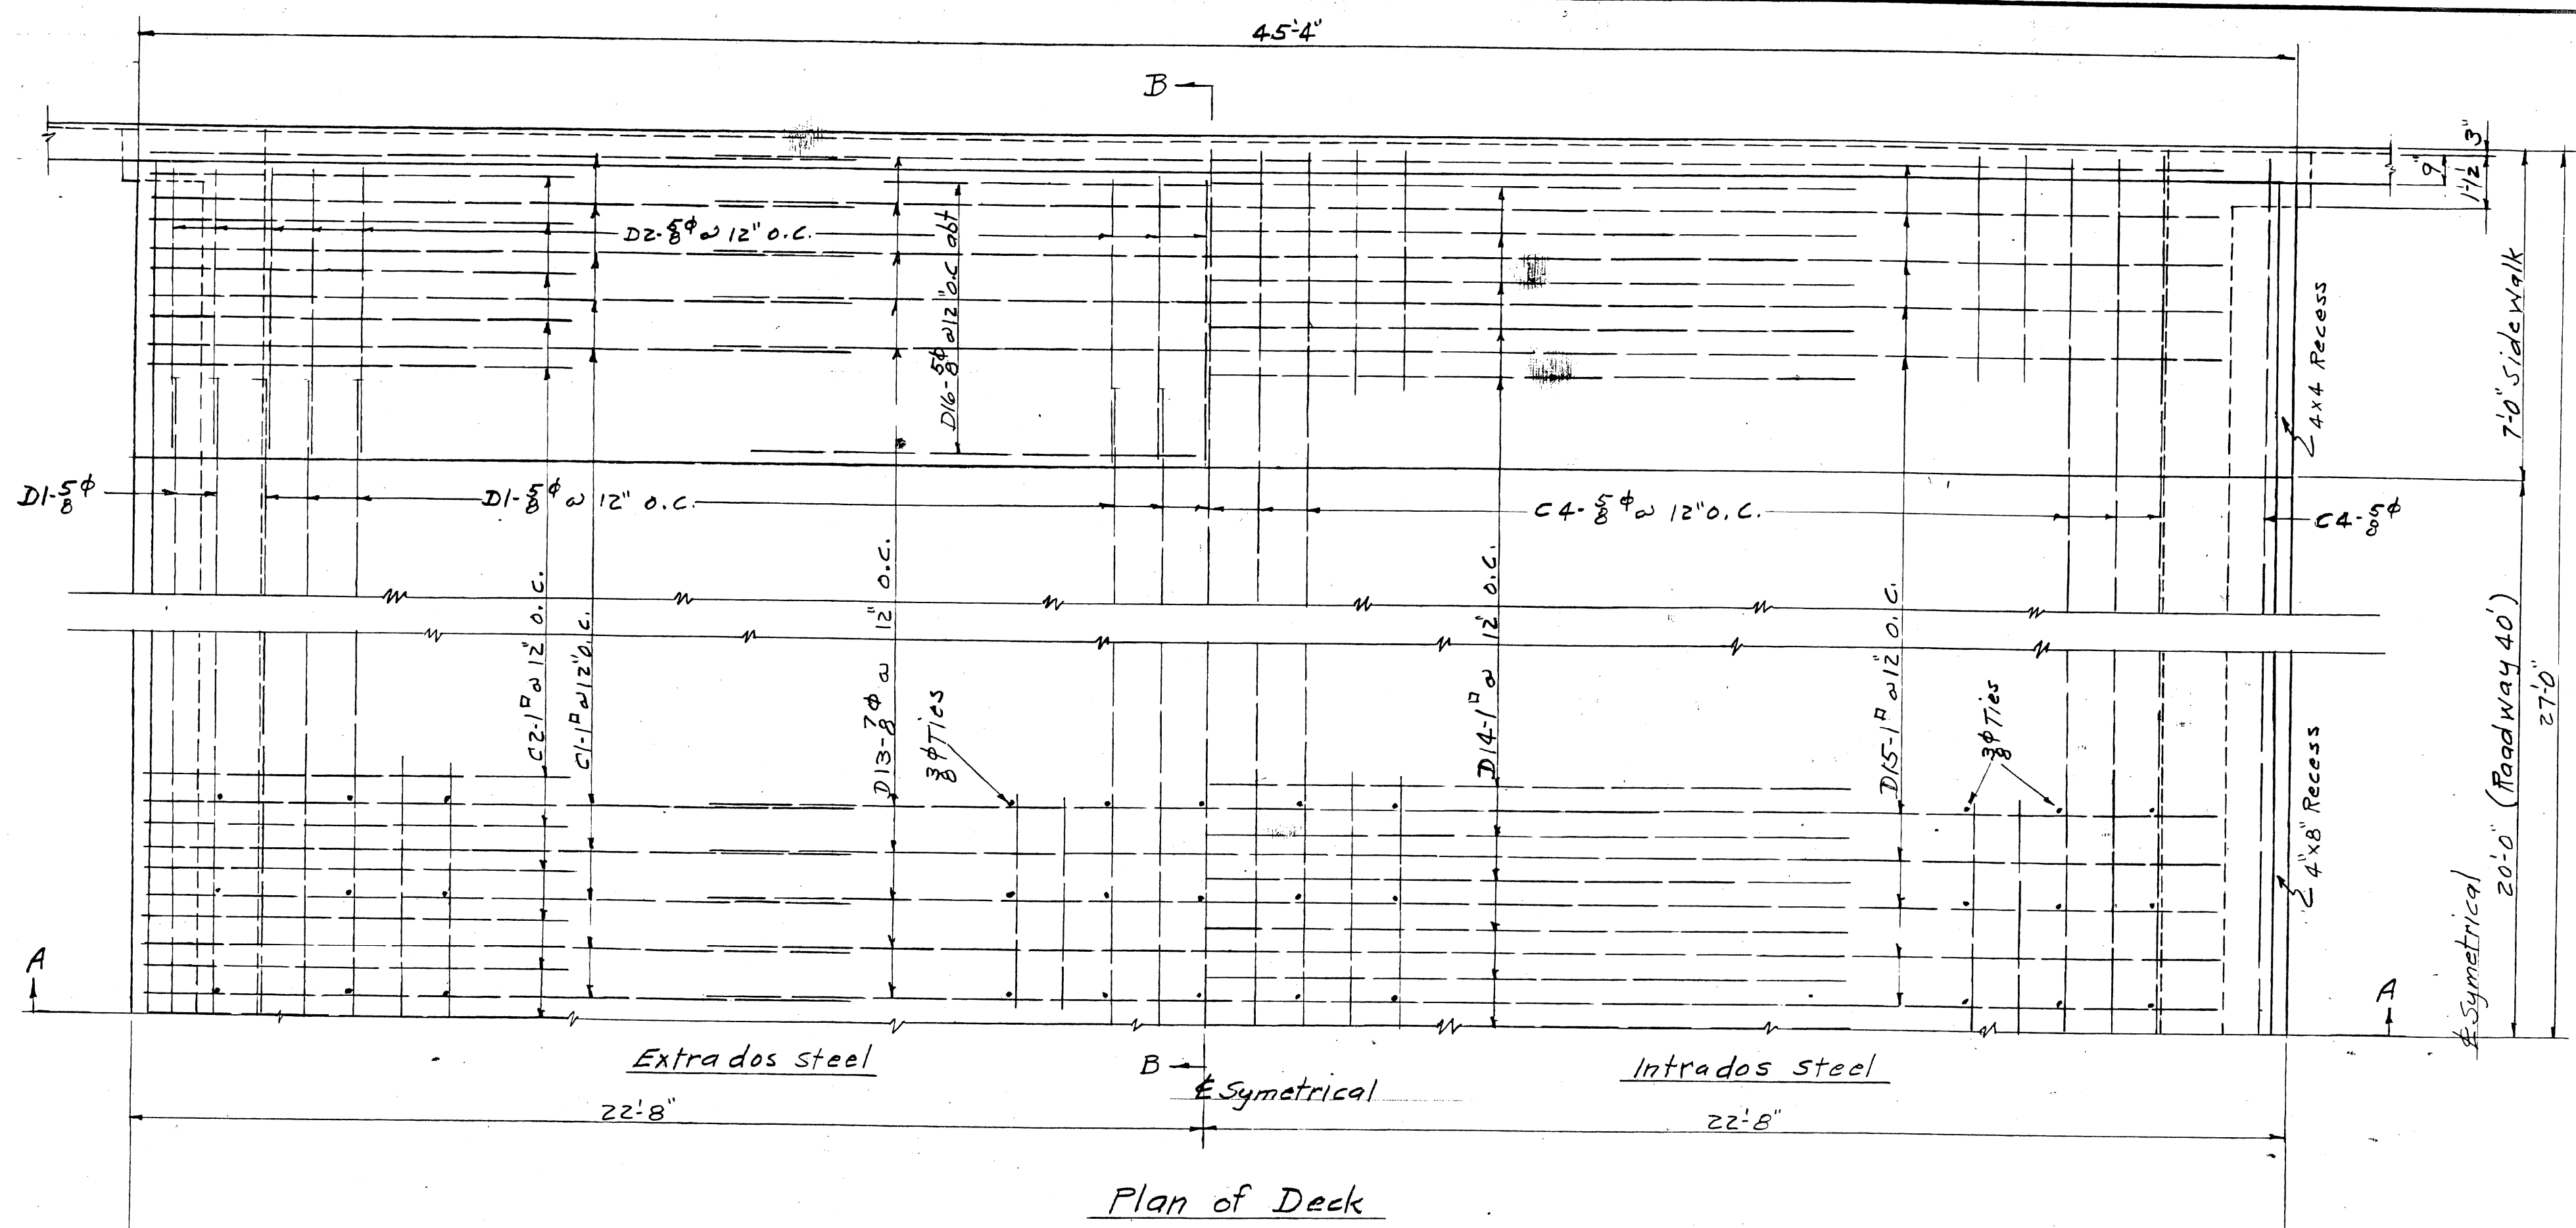 45'-4"
B
3"
9"
1'-1½"
D2-⅝ϕ @ 12" O.C.
D16-⅝ϕ @ 12" O.C abt
7'-0" Sidewalk
4x4 Recess
D1-⅝ϕ
D1-⅝ϕ @ 12" O.C.
C4-⅝ϕ @ 12" O.C.
C4-⅝ϕ
C2-1□ @ 12" O.C.
C1-1□ @ 12" O.C.
D13-⅞ϕ @ 12" O.C.
⅜ϕ Ties
D14-1□ @ 12" O.C.
D15-1□ @ 12" O.C.
⅜ϕ Ties
4"x8" Recess
20'-0" (Roadway 40')
27'-0"
℄ Symetrical
A
A
Extrados steel
B
℄ Symetrical
Intrados steel
22'-8"
22'-8"
Plan of Deck